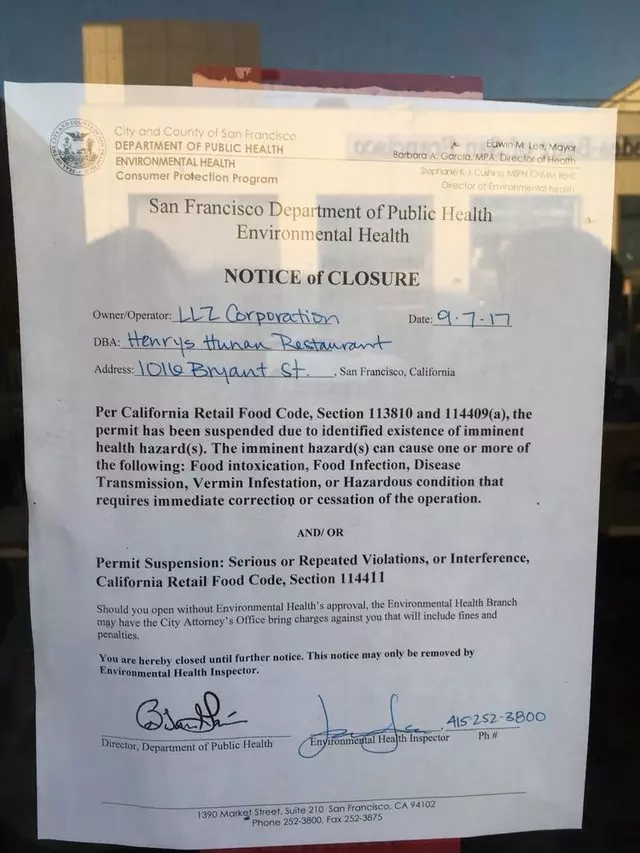 City and County of San Francisco
DEPARTMENT OF PUBLIC HEALTH
ENVIRONMENTAL HEALTH
Consumer Protection Program
Edwin M. Lee, Mayor
Barbara A. Garcia, MPA, Director of Health
Stephanie K. J. Cushing, MSPH, CHMM, REHS
Director of Environmental Health
San Francisco Department of Public Health
Environmental Health
NOTICE of CLOSURE
Owner/Operator: LLZ Corporation Date: 9-7-17
DBA: Henrys Hunan Restaurant
Address: 1016 Bryant St. , San Francisco, California
Per California Retail Food Code, Section 113810 and 114409(a), the
permit has been suspended due to identified existence of imminent
health hazard(s). The imminent hazard(s) can cause one or more of
the following: Food intoxication, Food Infection, Disease
Transmission, Vermin Infestation, or Hazardous condition that
requires immediate correction or cessation of the operation.
AND/ OR
Permit Suspension: Serious or Repeated Violations, or Interference,
California Retail Food Code, Section 114411
Should you open without Environmental Health's approval, the Environmental Health Branch
may have the City Attorney's Office bring charges against you that will include fines and
penalties.
You are hereby closed until further notice. This notice may only be removed by
Environmental Health Inspector.
415-252-3800
Director, Department of Public Health Environmental Health Inspector Ph #
1390 Market Street, Suite 210 San Francisco, CA 94102
Phone 252-3800, Fax 252-3875